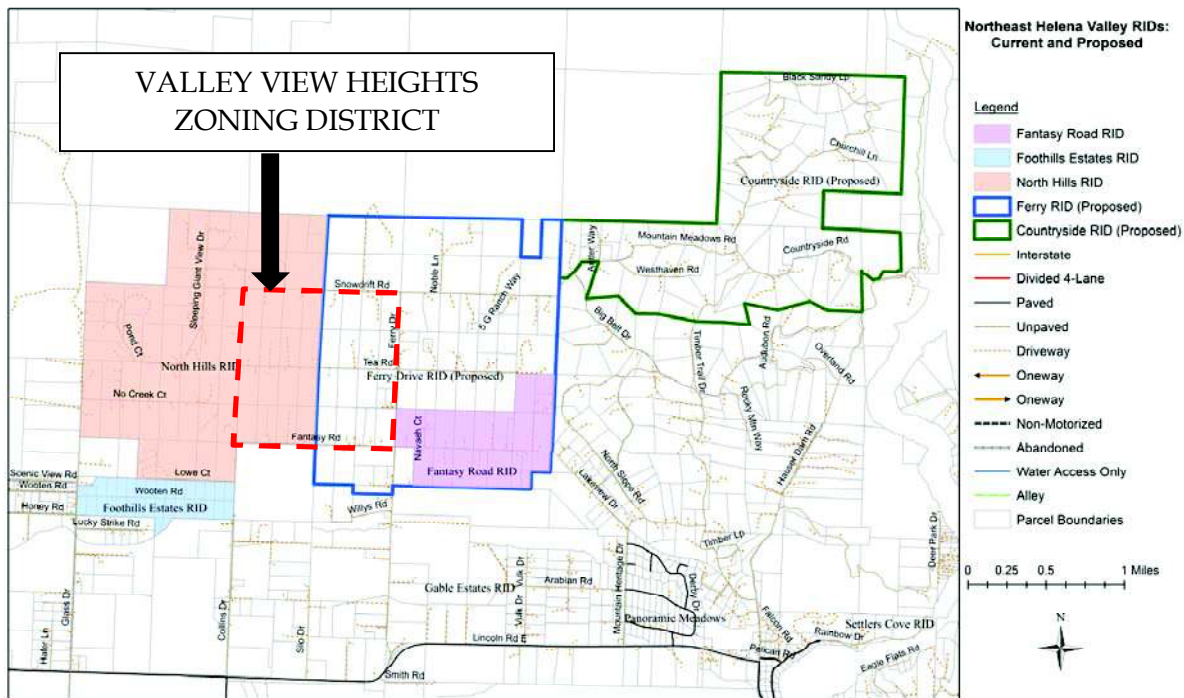 VALLEY VIEW HEIGHTS
ZONING DISTRICT
Northeast Helena Valley RIDs:
Current and Proposed
Legend
Fantasy Road RID
Foothills Estates RID
North Hills RID
Ferry RID (Proposed)
Countryside RID (Proposed)
Interstate
Divided 4-Lane
Paved
Unpaved
Driveway
Oneway
Oneway
Non-Motorized
Abandoned
Water Access Only
Alley
Parcel Boundaries
0 0.25 0.5 1 Miles
N
Black Sandy Lp
Churchill Ln
Countryside RID (Proposed)
Mountain Meadows Rd
Countryside Rd
Westhaven Rd
Sleeping Giant View Dr
Snowdrift Rd
Noble Ln
5 G Ranch Way
Ferry Dr
Big Belt Dr
Timber Trail Dr
Audubon Rd
Overland Rd
Pond Ct
North Hills RID
Tea Rd
Ferry Drive RID (Proposed)
No Creek Ct
Rocky Mtn Way
Fantasy Rd
Navaeh Ct
Fantasy Road RID
Hauser Dam Rd
North Slope Rd
Lakeview Dr
Scenic View Rd
Lowe Ct
Wooten Rd
Wooten Rd
Honey Rd
Foothills Estates RID
Lucky Strike Rd
Willys Rd
Timber Lp
Deer Park Dr
Glass Dr
Collins Dr
Silo Dr
Gable Estates RID
Vulk Dr
Vulk Dr
Arabian Rd
Mountain Heritage Dr
Derby Dr
Panoramic Meadows
Falcon Rd
Settlers Cove RID
Rainbow Dr
Hafer Ln
Lincoln Rd E
Pelican Rd
Eagle Flats Rd
Smith Rd